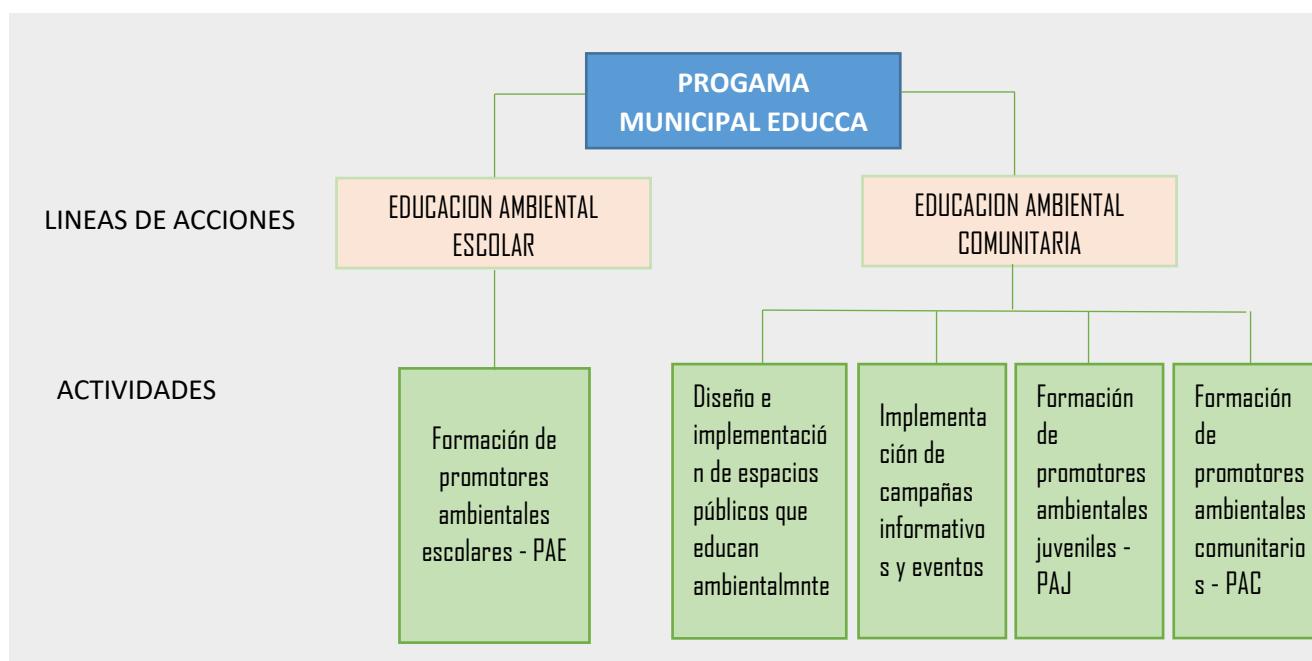 PROGAMA
MUNICIPAL EDUCCA
LINEAS DE ACCIONES
EDUCACION AMBIENTAL
ESCOLAR
EDUCACION AMBIENTAL
COMUNITARIA
ACTIVIDADES
Formación de
promotores
ambientales
escolares - PAE
Diseño e
implementació
n de espacios
públicos que
educan
ambientalmnte
Implementa
ción de
campañas
informativo
s y eventos
Formación
de
promotores
ambientales
juveniles -
PAJ
Formación
de
promotores
ambientales
comunitario
s - PAC